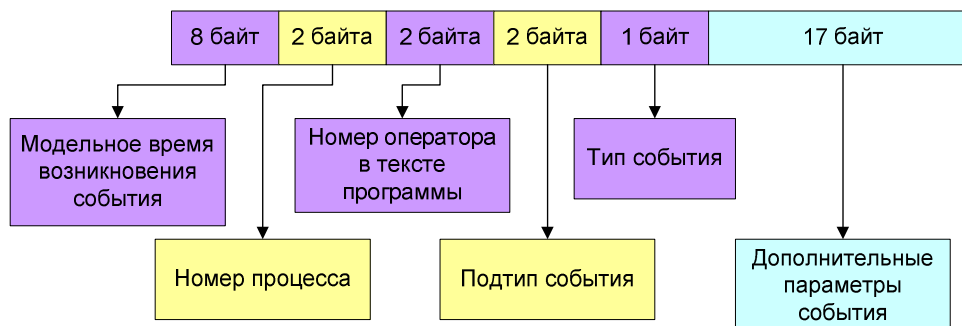 8 байт 2 байта 2 байта 2 байта 1 байт 17 байт
Модельное время
возникновения
события
Номер оператора
в тексте
программы
Тип события
Номер процесса
Подтип события
Дополнительные
параметры
события